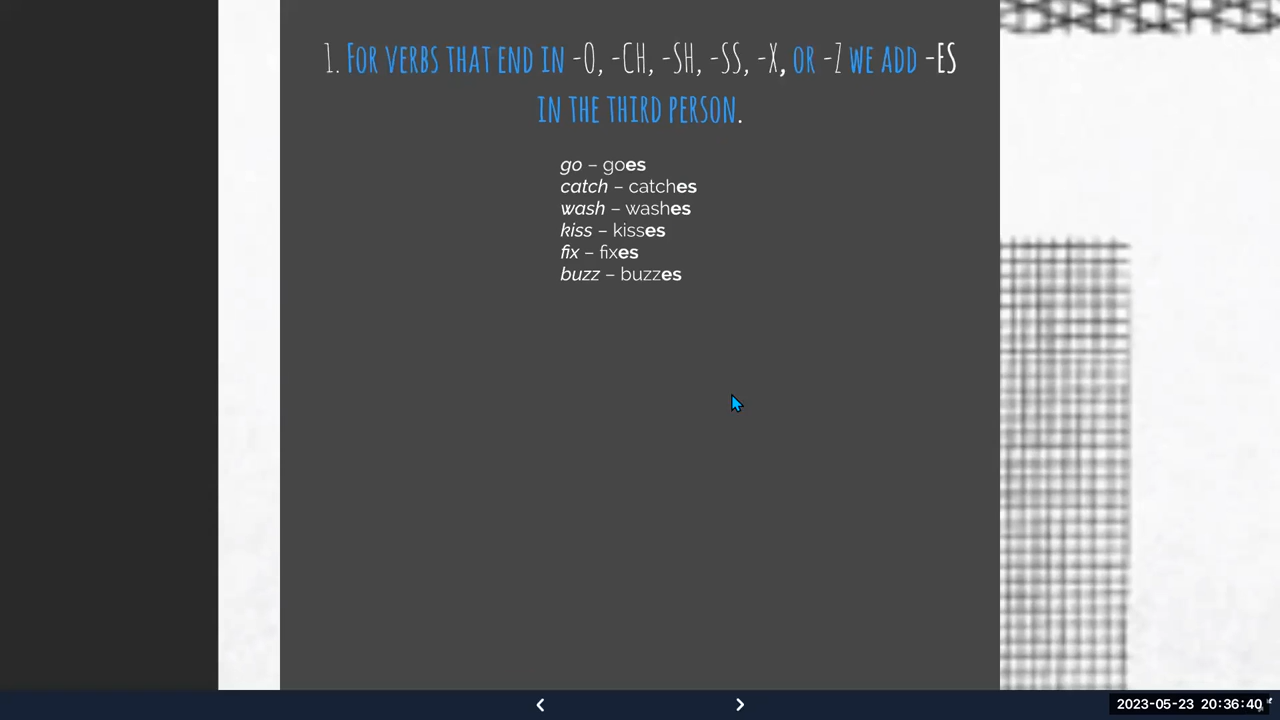 1. For verbs that end in -O, -CH, -SH, -SS, -X, or -Z we add -ES
in the third person.
go – goes
catch – catches
wash – washes
kiss – kisses
fix – fixes
buzz – buzzes
2023-05-23 20:36:40